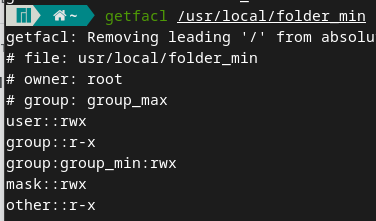 ~ getfacl /usr/local/folder_min
getfacl: Removing leading '/' from absolu
# file: usr/local/folder_min
# owner: root
# group: group_max
user::rwx
group::r-x
group:group_min:rwx
mask::rwx
other::r-x